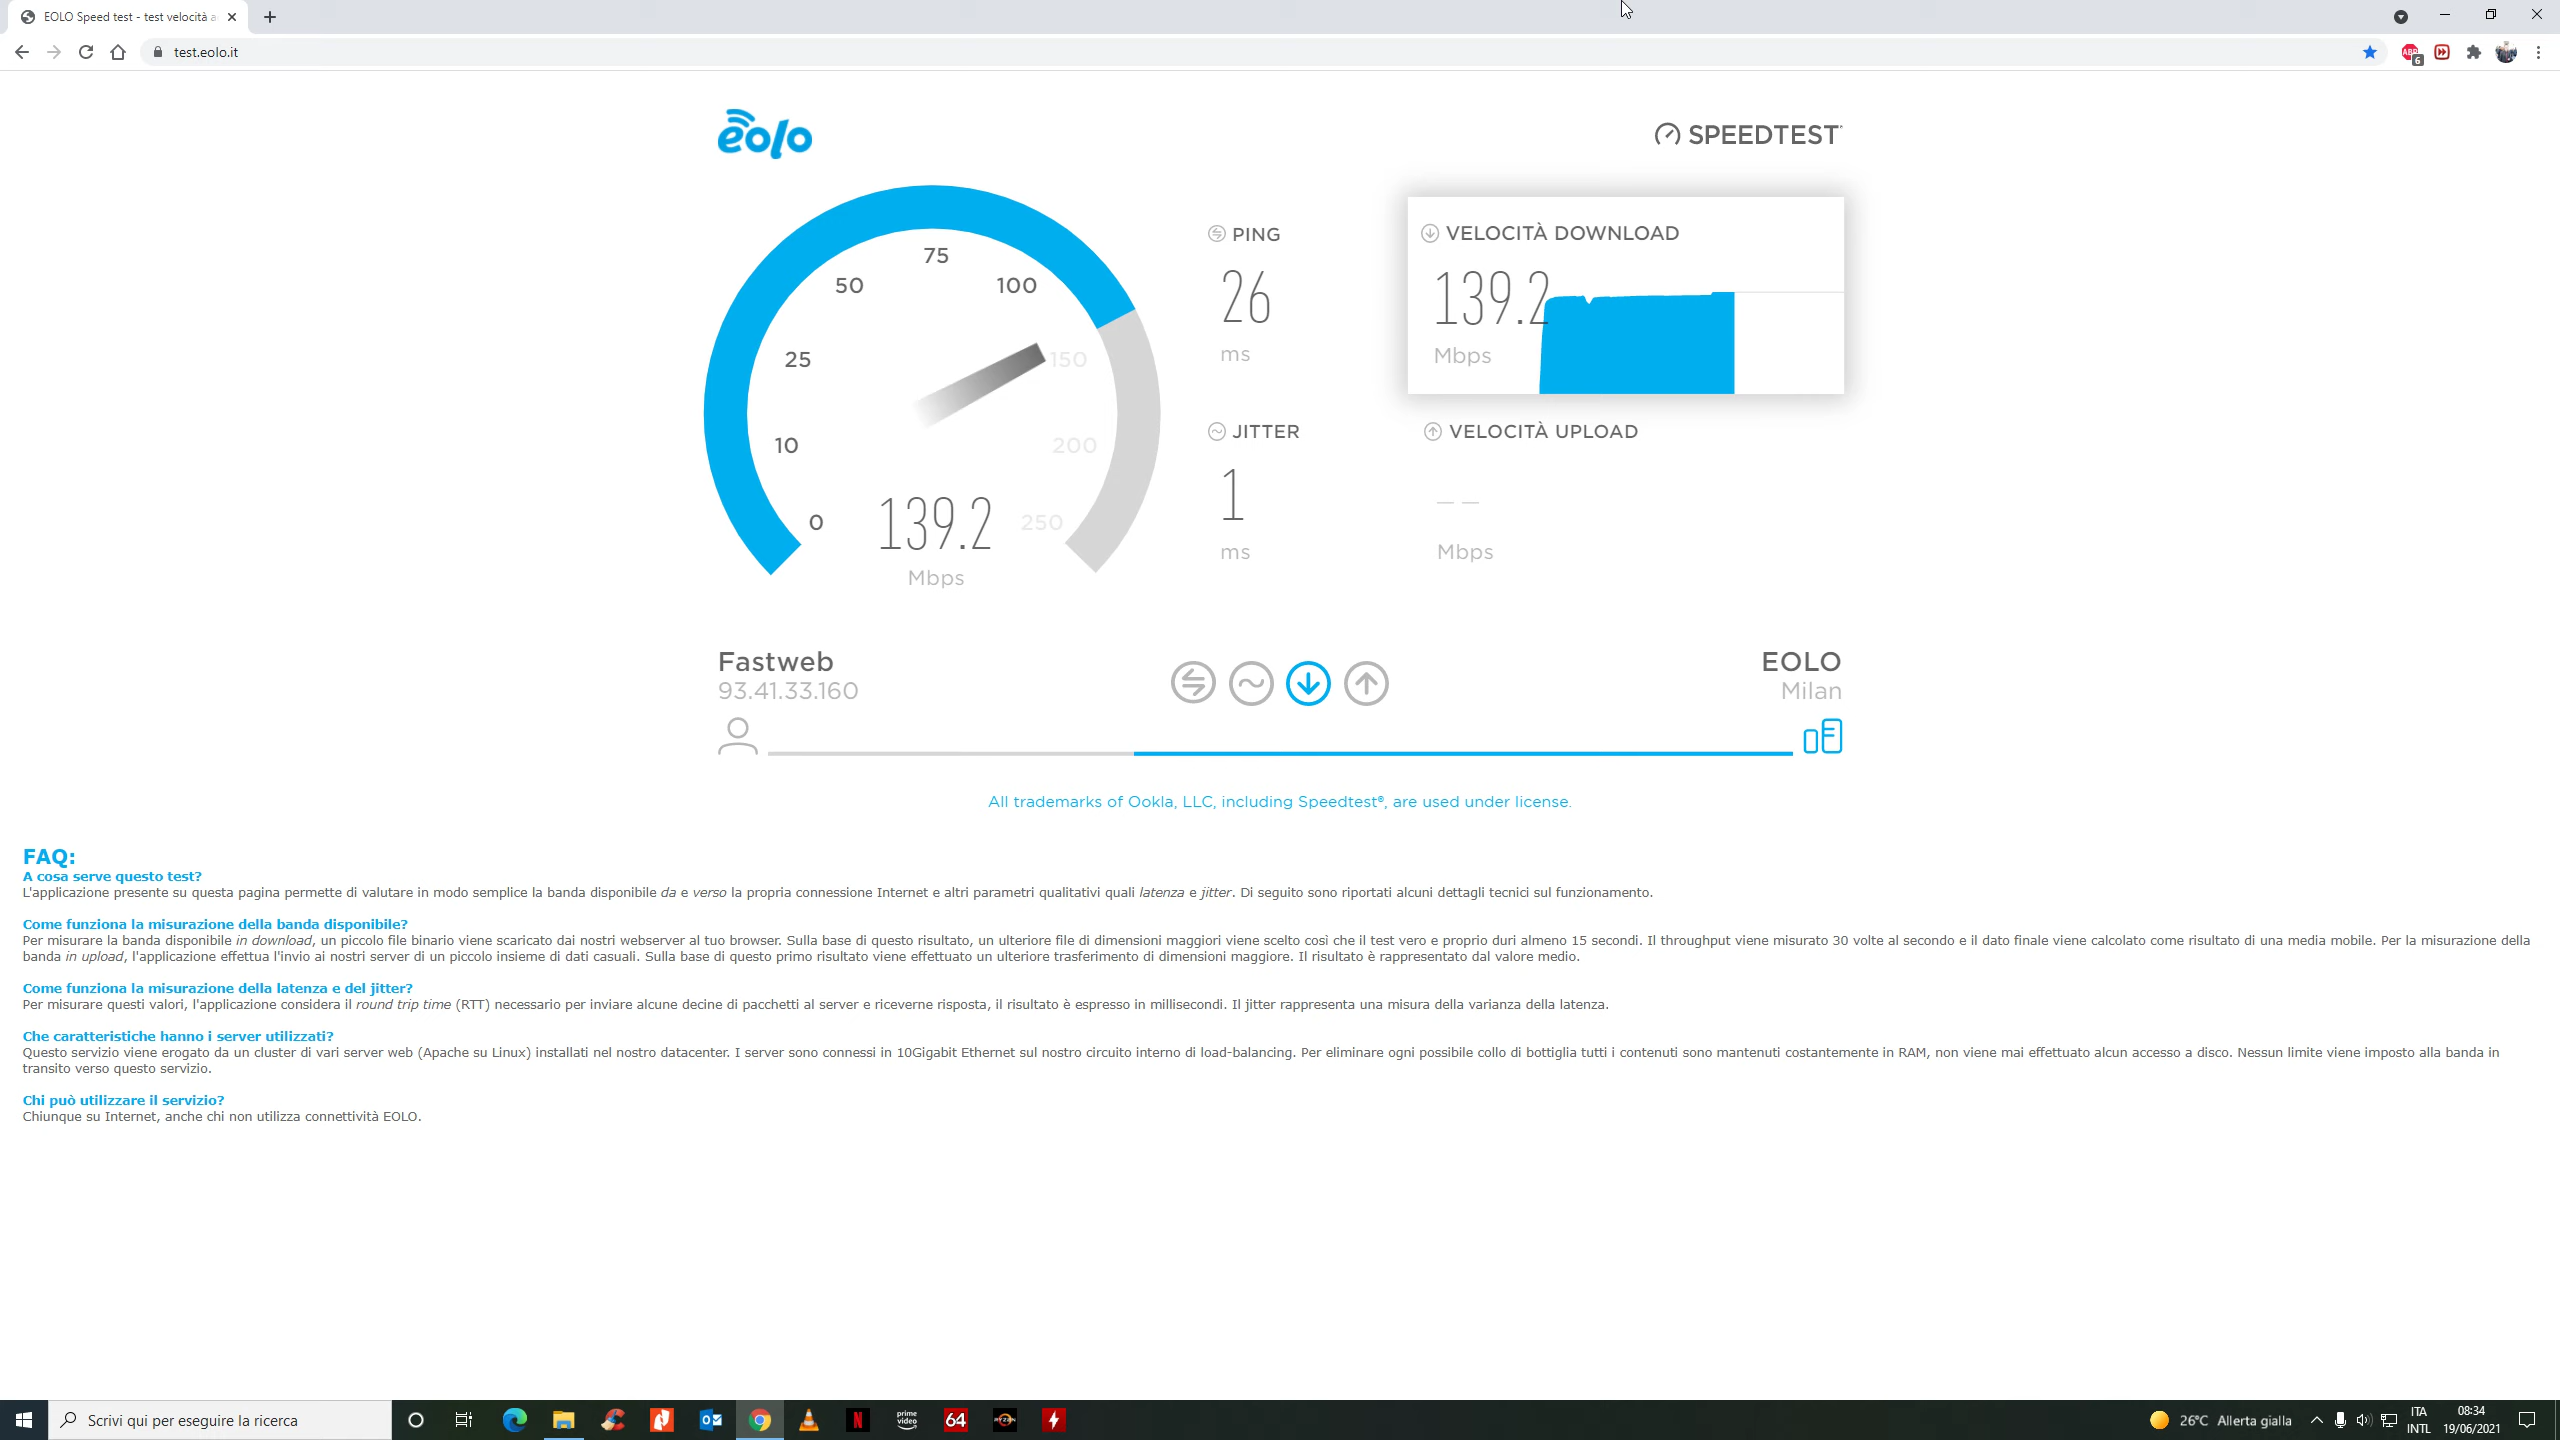 EOLO Speed test - test velocità a
test.eolo.it
6
eolo
SPEEDTEST
75
50
100
25
150
10
200
0
250
139.2
Mbps
PING
26
ms
VELOCITÀ DOWNLOAD
139.2
Mbps
JITTER
1
ms
VELOCITÀ UPLOAD
— —
Mbps
Fastweb
93.41.33.160
EOLO
Milan
All trademarks of Ookla, LLC, including Speedtest®, are used under license.
FAQ:
A cosa serve questo test?
L'applicazione presente su questa pagina permette di valutare in modo semplice la banda disponibile da e verso la propria connessione Internet e altri parametri qualitativi quali latenza e jitter. Di seguito sono riportati alcuni dettagli tecnici sul funzionamento.
Come funziona la misurazione della banda disponibile?
Per misurare la banda disponibile in download, un piccolo file binario viene scaricato dai nostri webserver al tuo browser. Sulla base di questo risultato, un ulteriore file di dimensioni maggiori viene scelto così che il test vero e proprio duri almeno 15 secondi. Il throughput viene misurato 30 volte al secondo e il dato finale viene calcolato come risultato di una media mobile. Per la misurazione della
banda in upload, l'applicazione effettua l'invio ai nostri server di un piccolo insieme di dati casuali. Sulla base di questo primo risultato viene effettuato un ulteriore trasferimento di dimensioni maggiore. Il risultato è rappresentato dal valore medio.
Come funziona la misurazione della latenza e del jitter?
Per misurare questi valori, l'applicazione considera il round trip time (RTT) necessario per inviare alcune decine di pacchetti al server e riceverne risposta, il risultato è espresso in millisecondi. Il jitter rappresenta una misura della varianza della latenza.
Che caratteristiche hanno i server utilizzati?
Questo servizio viene erogato da un cluster di vari server web (Apache su Linux) installati nel nostro datacenter. I server sono connessi in 10Gigabit Ethernet sul nostro circuito interno di load-balancing. Per eliminare ogni possibile collo di bottiglia tutti i contenuti sono mantenuti costantemente in RAM, non viene mai effettuato alcun accesso a disco. Nessun limite viene imposto alla banda in
transito verso questo servizio.
Chi può utilizzare il servizio?
Chiunque su Internet, anche chi non utilizza connettività EOLO.
Scrivi qui per eseguire la ricerca
prime
video
64
RYZEN
26°C Allerta gialla
ITA
INTL
08:34
19/06/2021